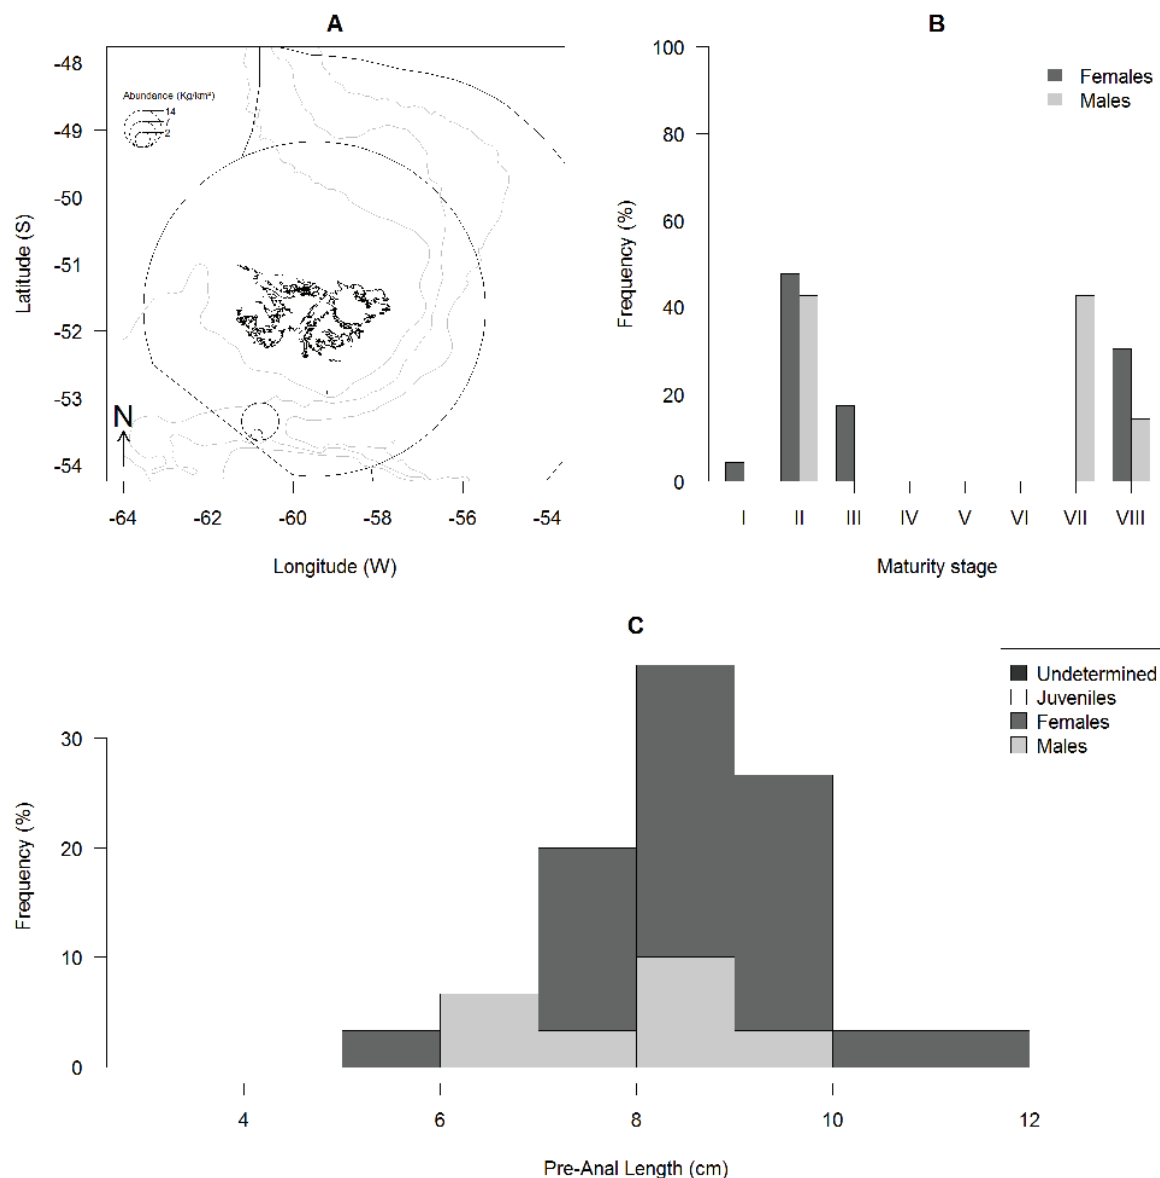 A
Abundance (Kg/km²)
14
7
2
-48
-49
-50
-51
-52
-53
-54
Latitude (S)
N
-64
-62
-60
-58
-56
-54
Longitude (W)
B
100
80
60
40
20
0
Frequency (%)
Females
Males
I
II
III
IV
V
VI
VII
VIII
Maturity stage
C
Undetermined
Juveniles
Females
Males
30
20
10
0
Frequency (%)
4
6
8
10
12
Pre-Anal Length (cm)